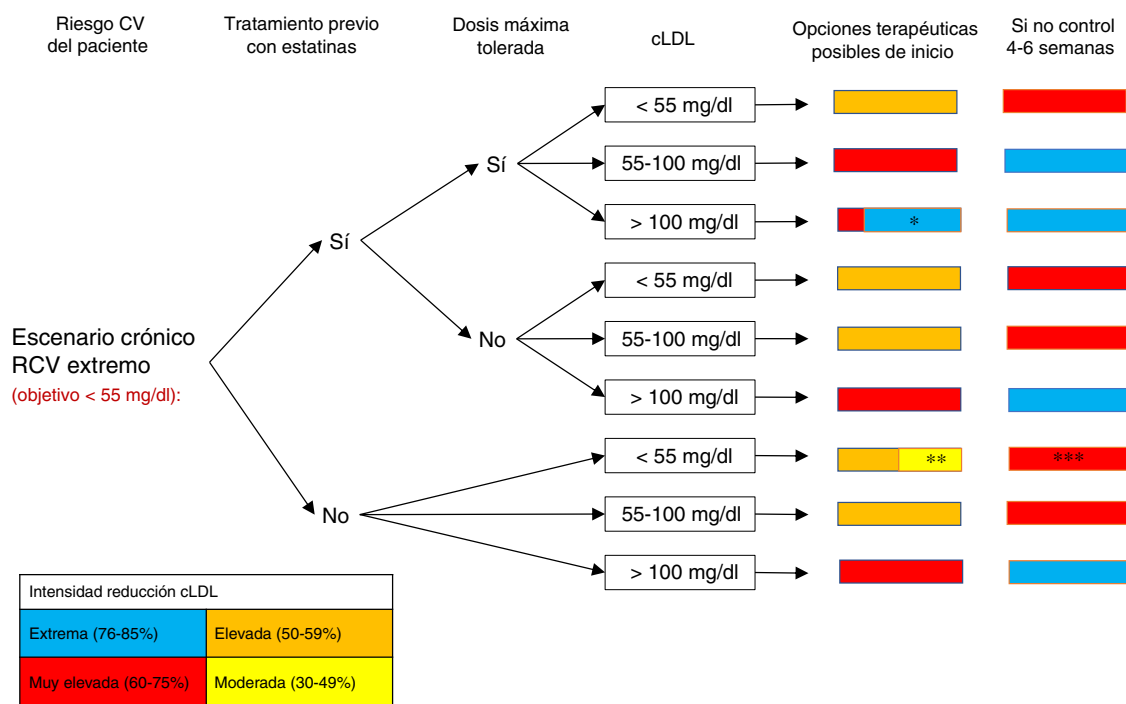 Riesgo CV
del paciente
Tratamiento previo
con estatinas
Dosis máxima
tolerada
cLDL
Opciones terapéuticas
posibles de inicio
Si no control
4-6 semanas
Escenario crónico
RCV extremo
(objetivo < 55 mg/dl):
Sí
Sí
< 55 mg/dl
55-100 mg/dl
> 100 mg/dl
*
No
< 55 mg/dl
55-100 mg/dl
> 100 mg/dl
No
< 55 mg/dl
**
***
55-100 mg/dl
> 100 mg/dl
Intensidad reducción cLDL
Extrema (76-85%)
Elevada (50-59%)
Muy elevada (60-75%)
Moderada (30-49%)